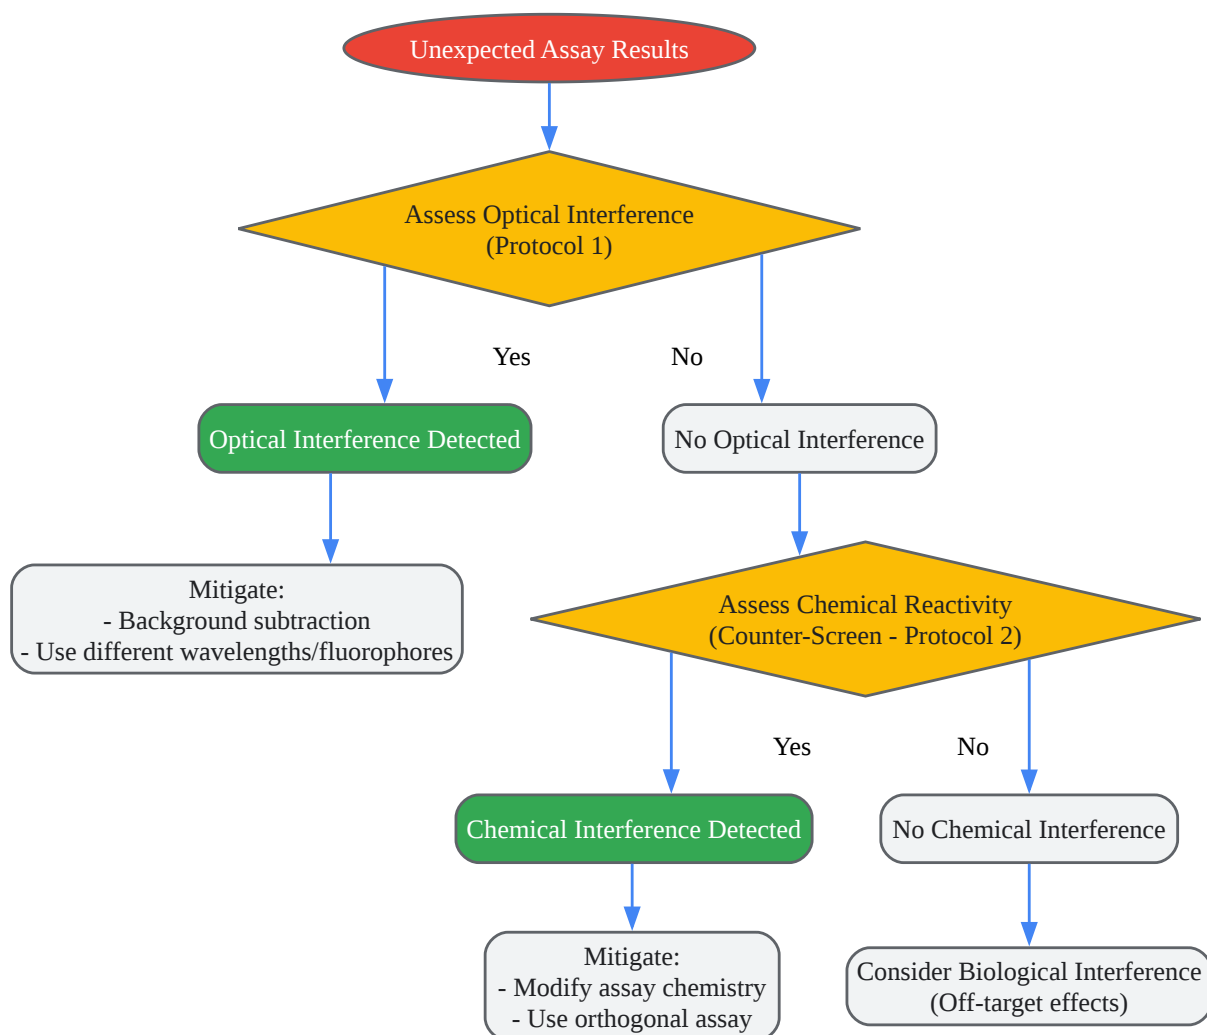 Unexpected Assay Results
Assess Optical Interference
(Protocol 1)
Yes
No
Optical Interference Detected
No Optical Interference
Mitigate:
- Background subtraction
- Use different wavelengths/fluorophores
Assess Chemical Reactivity
(Counter-Screen - Protocol 2)
Yes
No
Chemical Interference Detected
No Chemical Interference
Mitigate:
- Modify assay chemistry
- Use orthogonal assay
Consider Biological Interference
(Off-target effects)